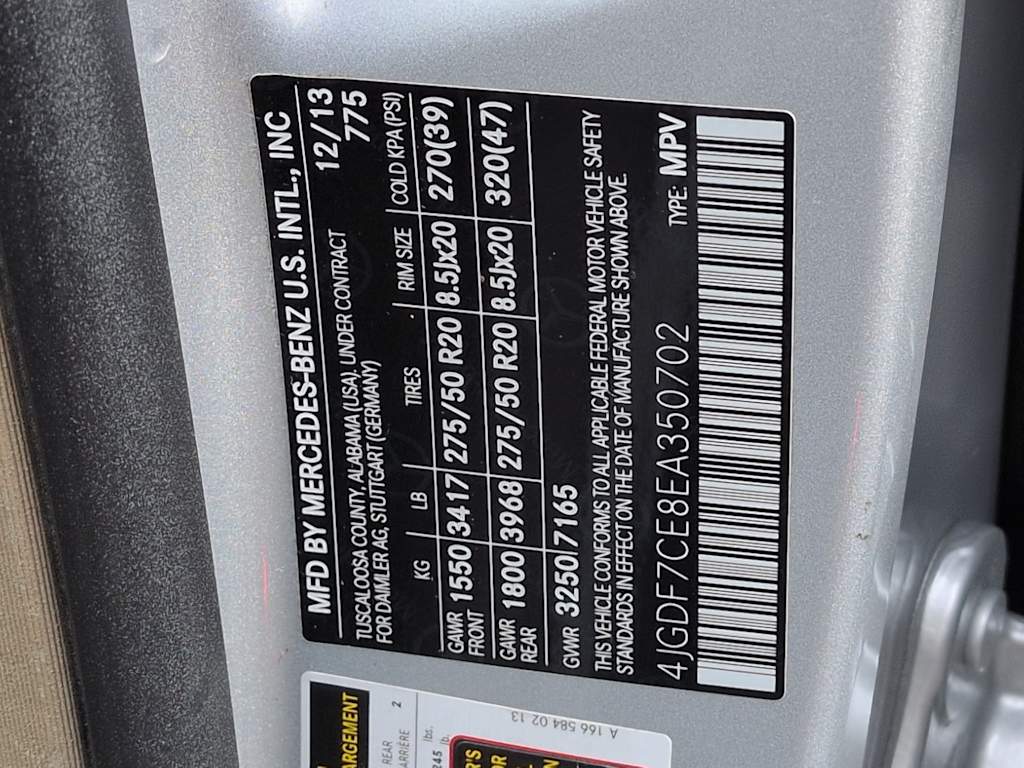 MFD BY MERCEDES-BENZ U.S. INTL., INC
TUSCALOOSA COUNTY, ALABAMA (USA), UNDER CONTRACT 12/13
FOR DAIMLER AG, STUTTGART (GERMANY) 775
KG LB TIRES RIM SIZE COLD KPA (PSI)
GAWR FRONT 1550 3417 275/50 R20 8.5Jx20 270(39)
GAWR REAR 1800 3968 275/50 R20 8.5Jx20 320(47)
GVWR 3250/7165
THIS VEHICLE CONFORMS TO ALL APPLICABLE FEDERAL MOTOR VEHICLE SAFETY
STANDARDS IN EFFECT ON THE DATE OF MANUFACTURE SHOWN ABOVE.
4JGDF7CE8EA350702 TYPE: MPV
ARGEMENT
REAR 2
ARRIÈRE
lbs.
245 lb.
A 166 584 02 13